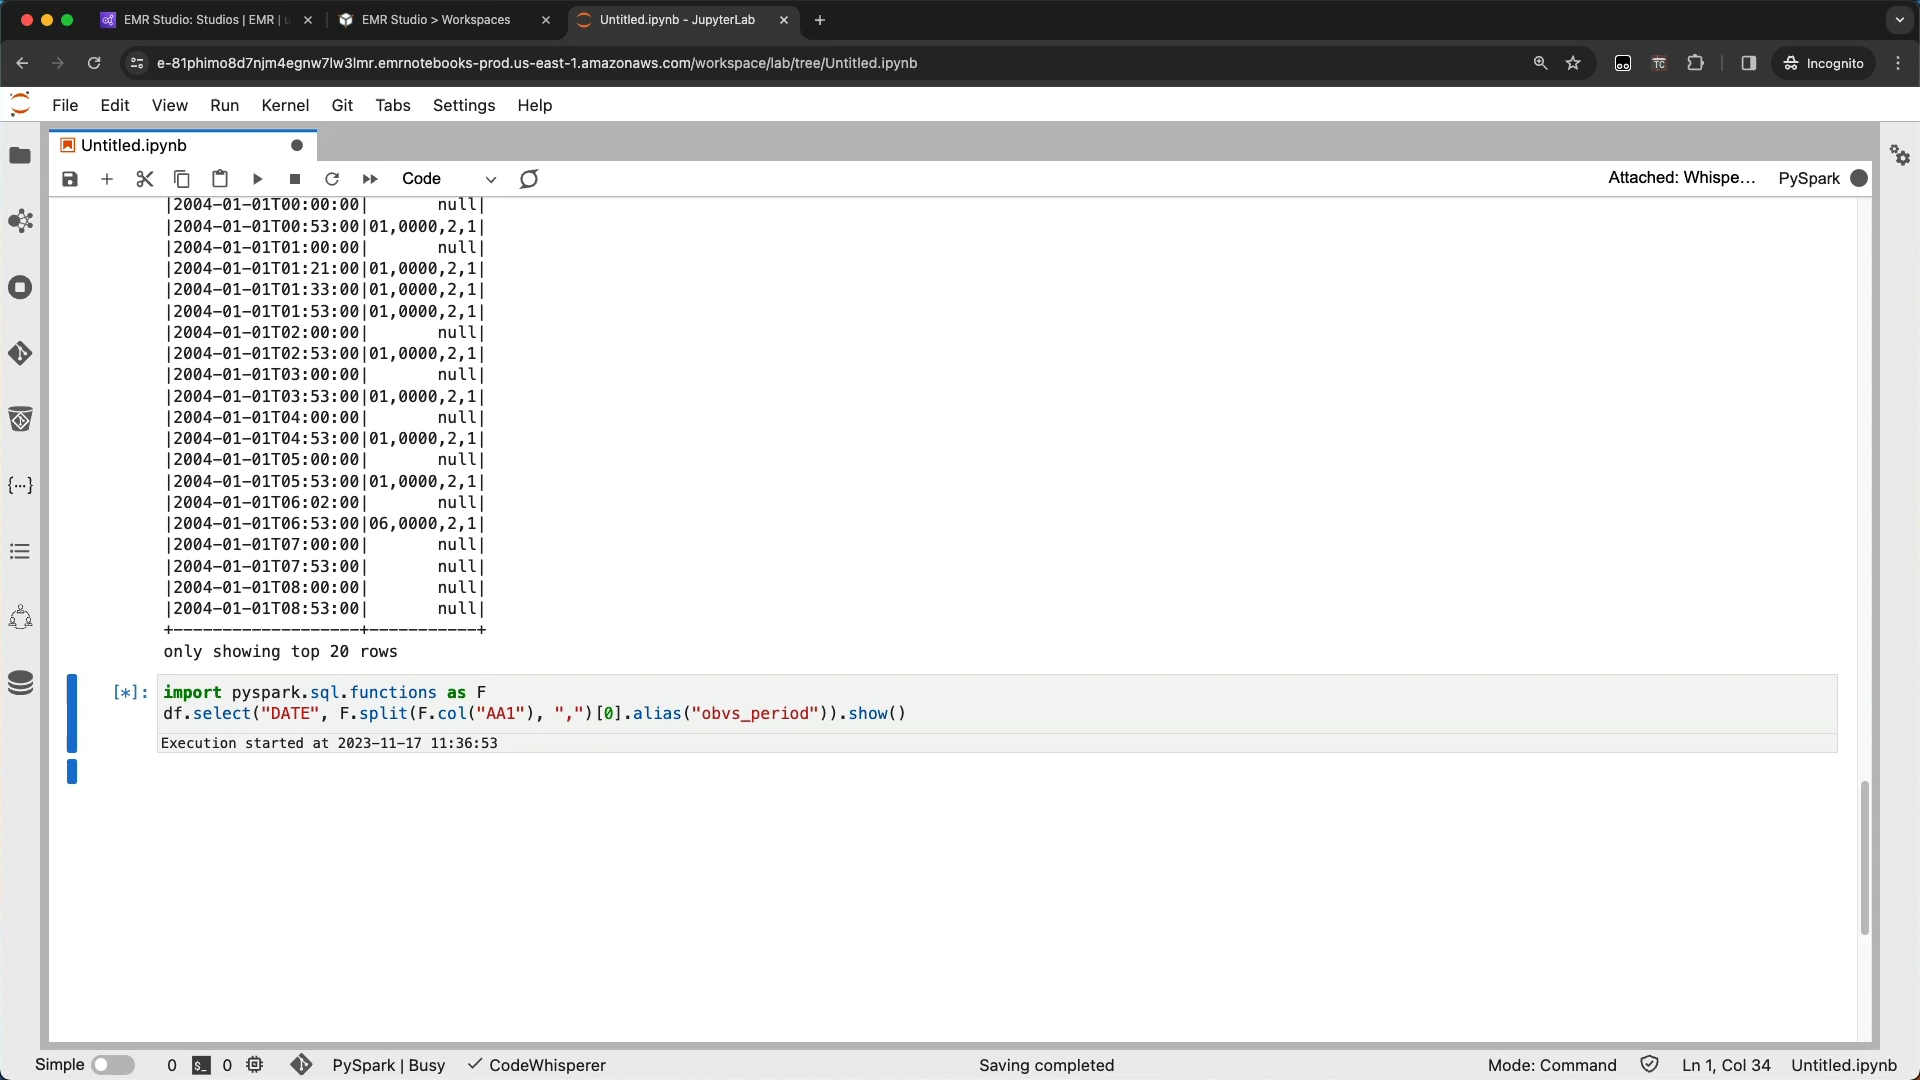 EMR Studio: Studios | EMR | u
EMR Studio > Workspaces
Untitled.ipynb - JupyterLab
e-81phimo8d7njm4egnw7lw3lmr.emrnotebooks-prod.us-east-1.amazonaws.com/workspace/lab/tree/Untitled.ipynb
TC
Incognito
File Edit View Run Kernel Git Tabs Settings Help
Untitled.ipynb
Code
Attached: Whispe...
PySpark
|2004-01-01T00:00:00|       null|
|2004-01-01T00:53:00|01,0000,2,1|
|2004-01-01T01:00:00|       null|
|2004-01-01T01:21:00|01,0000,2,1|
|2004-01-01T01:33:00|01,0000,2,1|
|2004-01-01T01:53:00|01,0000,2,1|
|2004-01-01T02:00:00|       null|
|2004-01-01T02:53:00|01,0000,2,1|
|2004-01-01T03:00:00|       null|
|2004-01-01T03:53:00|01,0000,2,1|
|2004-01-01T04:00:00|       null|
|2004-01-01T04:53:00|01,0000,2,1|
|2004-01-01T05:00:00|       null|
|2004-01-01T05:53:00|01,0000,2,1|
|2004-01-01T06:02:00|       null|
|2004-01-01T06:53:00|06,0000,2,1|
|2004-01-01T07:00:00|       null|
|2004-01-01T07:53:00|       null|
|2004-01-01T08:00:00|       null|
|2004-01-01T08:53:00|       null|
+-------------------+-----------+
only showing top 20 rows
[*]: import pyspark.sql.functions as F
df.select("DATE", F.split(F.col("AA1"), ",")[0].alias("obvs_period")).show()
Execution started at 2023-11-17 11:36:53
Simple 0 $_ 0 PySpark | Busy ✓ CodeWhisperer Saving completed Mode: Command Ln 1, Col 34 Untitled.ipynb